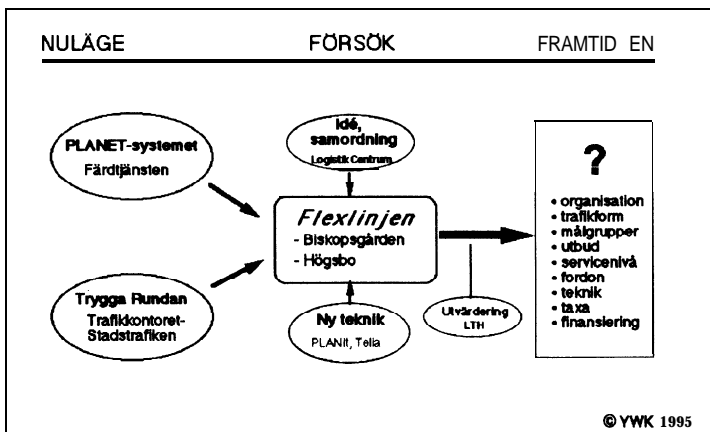 NULÄGE FÖRSÖK FRAMTID EN
PLANET-systemet
Färdtjänsten
Trygga Rundan
Trafikkontoret-
Stadstrafiken
Idé,
samordning
Logistik Centrum
Flexlinjen
- Biskopsgården
- Högsbo
Ny teknik
PLANit, Telia
Utvärdering
LTH
?
• organisation
• trafikform
• målgrupper
• utbud
• servicenivå
• fordon
• teknik
• taxa
• finansiering
© YWK 1995